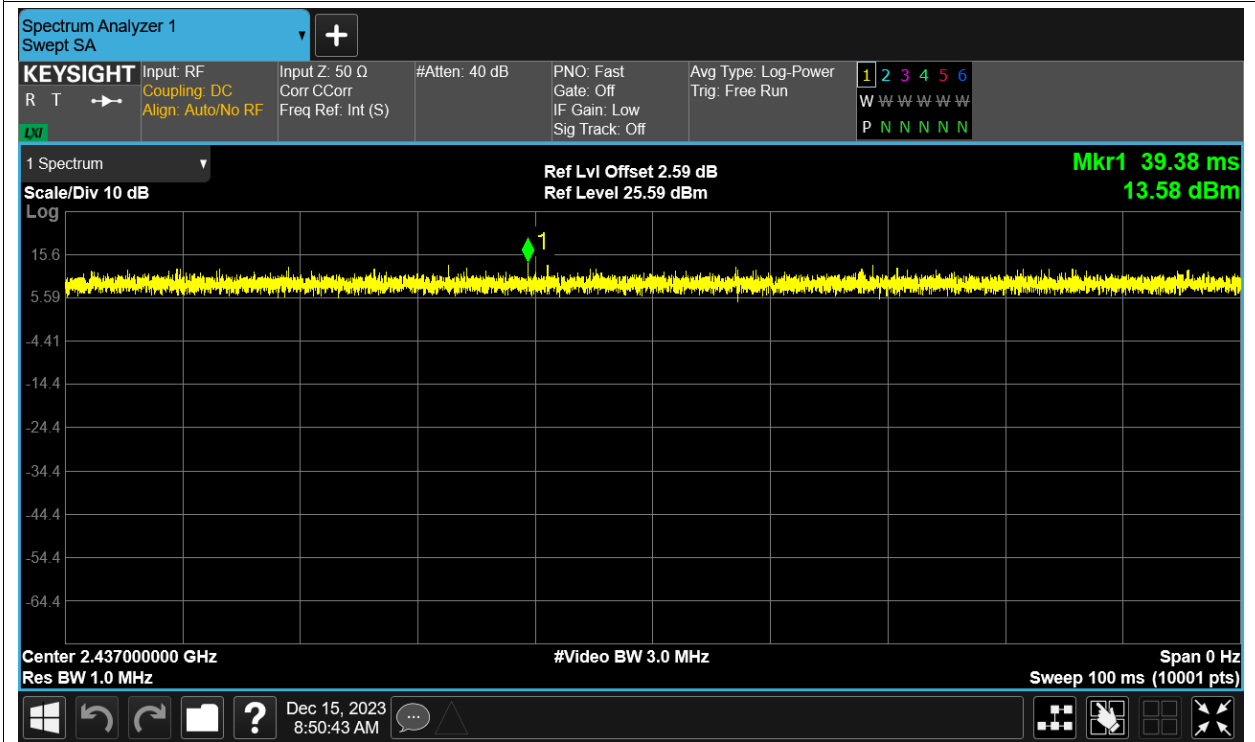 Spectrum Analyzer 1
Swept SA
+
KEYSIGHT
R T
LXI
Input: RF
Coupling: DC
Align: Auto/No RF
Input Z: 50 Ω
Corr CCorr
Freq Ref: Int (S)
#Atten: 40 dB
PNO: Fast
Gate: Off
IF Gain: Low
Sig Track: Off
Avg Type: Log-Power
Trig: Free Run
1 2 3 4 5 6
W W W W W W
P N N N N N
1 Spectrum
Scale/Div 10 dB
Log
Ref Lvl Offset 2.59 dB
Ref Level 25.59 dBm
Mkr1 39.38 ms
13.58 dBm
1
15.6
5.59
-4.41
-14.4
-24.4
-34.4
-44.4
-54.4
-64.4
Center 2.437000000 GHz
Res BW 1.0 MHz
#Video BW 3.0 MHz
Span 0 Hz
Sweep 100 ms (10001 pts)
?
Dec 15, 2023
8:50:43 AM